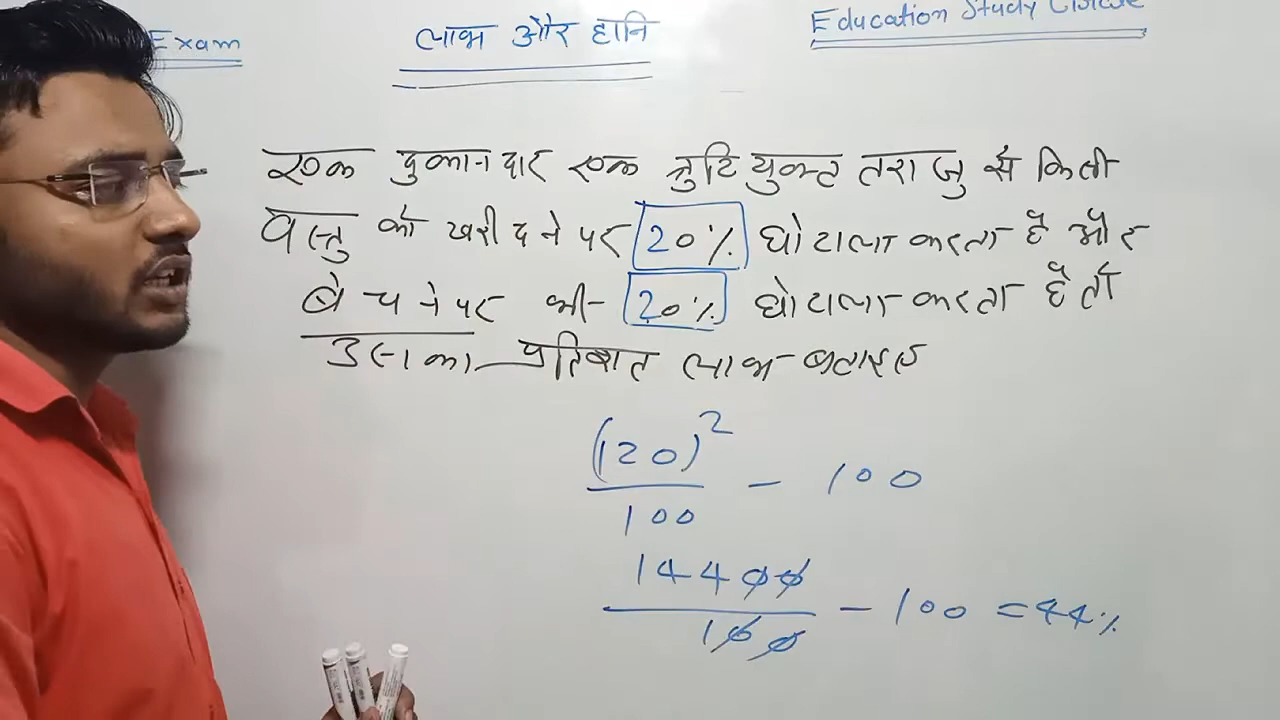 Exam
लाभ और हानि
Education Study
एक दुकानदार एक त्रुटियुक्त तराजु से किसी
वस्तु को खरीदने पर 20% घोटाला करता है और
बेचने पर भी 20% घोटाला करता है तो
उसका प्रतिशत लाभ बताइए
(120)²
100
- 100
14400
100
- 100 = 44%